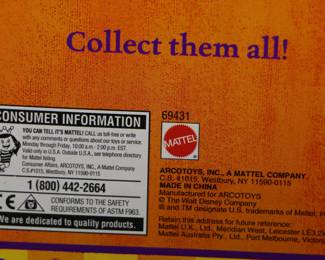 Collect them all!
CONSUMER INFORMATION
YOU CAN TELL IT'S MATTEL! CALL us toll-free or write
with any comments or questions about our toys or service.
Monday through Friday, 10:00 a.m. - 2:00 p.m. EST.
Valid only in U.S.A. Outside U.S.A., see telephone directory
for Mattel listing.
Consumer Affairs, ARCOTOYS, INC., A MATTEL COMPANY
C.S.#1015, Westbury, NY 11590-0115
1 (800) 442-2664
CE CONFORMS TO THE SAFETY
REQUIREMENTS OF ASTM F963.
We are dedicated to quality products.
69431
MATTEL
ARCOTOYS, INC., A MATTEL COMPANY.
C.S. #1015, Westbury, NY 11590-0115
MADE IN CHINA
Manufactured for ARCOTOYS
© The Walt Disney Company
® and TM designate U.S. trademarks of Mattel, I
Retain this address for future reference:
Mattel U.K., Ltd., Meridian West, Leicester LE3.2
Mattel Australia Pty., Ltd., Port Melbourne, Victori